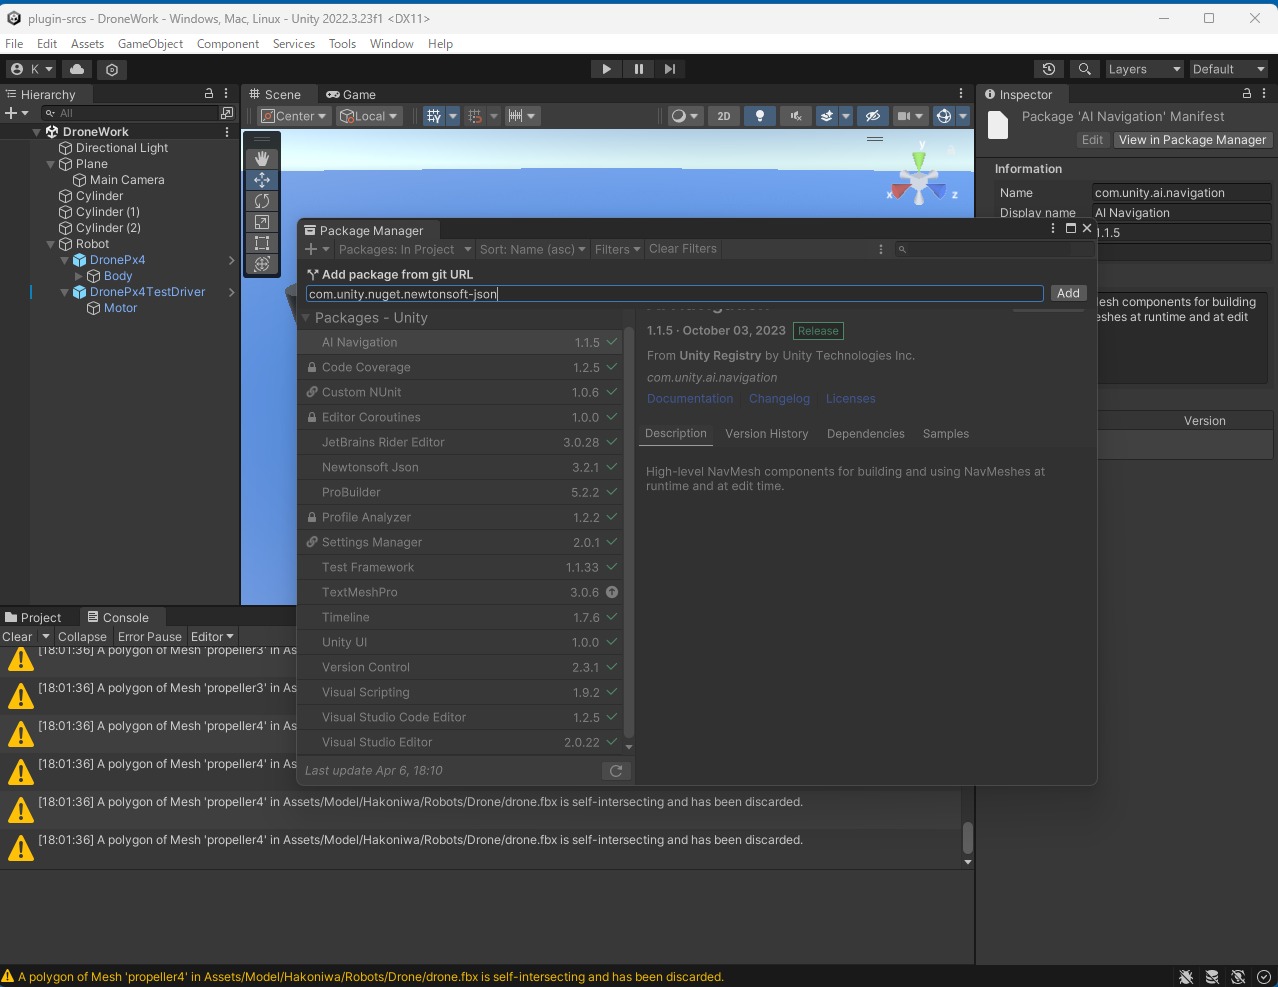 plugin-srcs - DroneWork - Windows, Mac, Linux - Unity 2022.3.23f1 <DX11>
File Edit Assets GameObject Component Services Tools Window Help
K Layers Default
Hierarchy
All
DroneWork
Directional Light
Plane
Main Camera
Cylinder
Cylinder (1)
Cylinder (2)
Robot
DronePx4
Body
DronePx4TestDriver
Motor
Scene Game
Center Local 2D
y
x z
Inspector
Package 'AI Navigation' Manifest
Edit View in Package Manager
Information
Name com.unity.ai.navigation
Display name AI Navigation
1.1.5
esh components for building
eshes at runtime and at edit
Version
Package Manager
Packages: In Project Sort: Name (asc) Filters Clear Filters
Add package from git URL
com.unity.nuget.newtonsoft-json Add
Packages - Unity
AI Navigation 1.1.5
Code Coverage 1.2.5
Custom NUnit 1.0.6
Editor Coroutines 1.0.0
JetBrains Rider Editor 3.0.28
Newtonsoft Json 3.2.1
ProBuilder 5.2.2
Profile Analyzer 1.2.2
Settings Manager 2.0.1
Test Framework 1.1.33
TextMeshPro 3.0.6
Timeline 1.7.6
Unity UI 1.0.0
Version Control 2.3.1
Visual Scripting 1.9.2
Visual Studio Code Editor 1.2.5
Visual Studio Editor 2.0.22
Last update Apr 6, 18:10
1.1.5 · October 03, 2023 Release
From Unity Registry by Unity Technologies Inc.
com.unity.ai.navigation
Documentation Changelog Licenses
Description Version History Dependencies Samples
High-level NavMesh components for building and using NavMeshes at
runtime and at edit time.
Project Console
Clear Collapse Error Pause Editor
[18:01:36] A polygon of Mesh 'propeller3' in As
[18:01:36] A polygon of Mesh 'propeller3' in As
[18:01:36] A polygon of Mesh 'propeller4' in As
[18:01:36] A polygon of Mesh 'propeller4' in As
[18:01:36] A polygon of Mesh 'propeller4' in Assets/Model/Hakoniwa/Robots/Drone/drone.fbx is self-intersecting and has been discarded.
[18:01:36] A polygon of Mesh 'propeller4' in Assets/Model/Hakoniwa/Robots/Drone/drone.fbx is self-intersecting and has been discarded.
A polygon of Mesh 'propeller4' in Assets/Model/Hakoniwa/Robots/Drone/drone.fbx is self-intersecting and has been discarded.